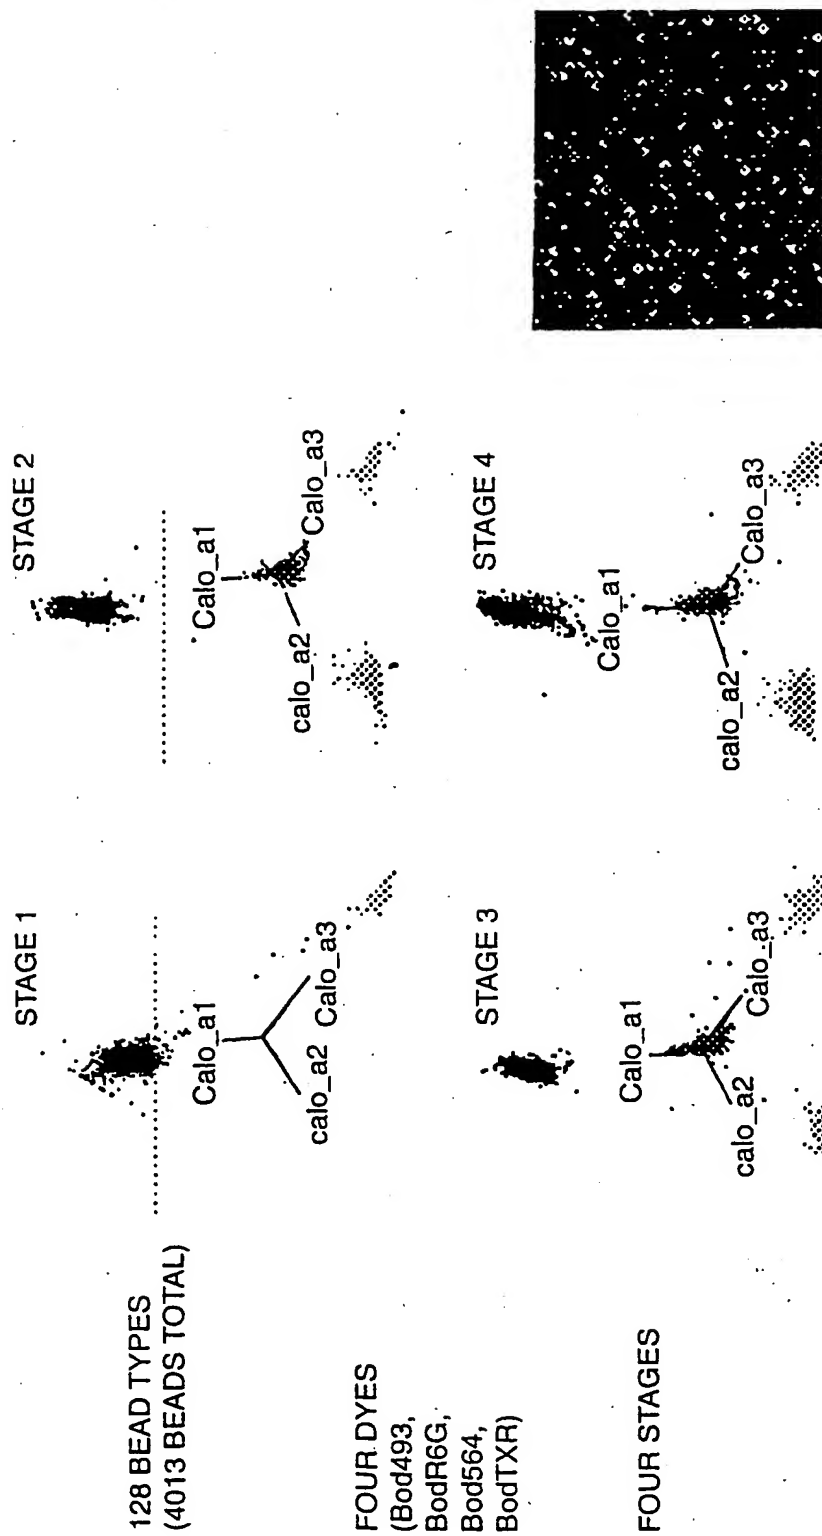 128 BEAD TYPES
(4013 BEADS TOTAL)
FOUR DYES
(Bod493,
BodR6G,
Bod564,
BodTXR)
FOUR STAGES
STAGE 1
Calo_a1
calo_a2
Calo_a3
STAGE 2
Calo_a1
calo_a2
Calo_a3
STAGE 3
Calo_a1
calo_a2
Calo_a3
STAGE 4
Calo_a1
calo_a2
Calo_a3